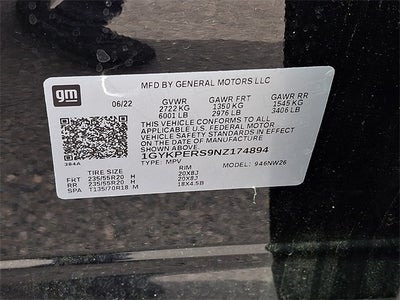 gm
MFD BY GENERAL MOTORS LLC
06/22 GVWR GAWR FRT GAWR RR
2722 KG 1350 KG 1545 KG
6001 LB 2976 LB 3406 LB
THIS VEHICLE CONFORMS TO ALL
APPLICABLE U.S. FEDERAL MOTOR
VEHICLE SAFETY STANDARDS IN EFFECT
ON THE DATE OF MANUFACTURE
1GYKPERS9NZ174894
TYPE: MPV MODEL: 946NW26
TIRE SIZE RIM
FRT 235/55R20 H 20X8J
RR 235/55R20 H 20X8J
SPA T135/70R18 M 18X4.5B